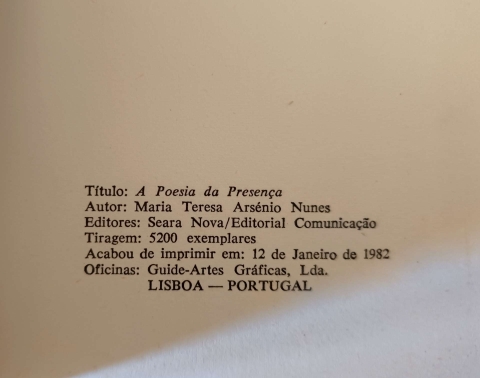 Título: A Poesia da Presença
Autor: Maria Teresa Arsénio Nunes
Editores: Seara Nova/Editorial Comunicação
Tiragem: 5200 exemplares
Acabou de imprimir em: 12 de Janeiro de 1982
Oficinas: Guide-Artes Gráficas, Lda.
LISBOA — PORTUGAL